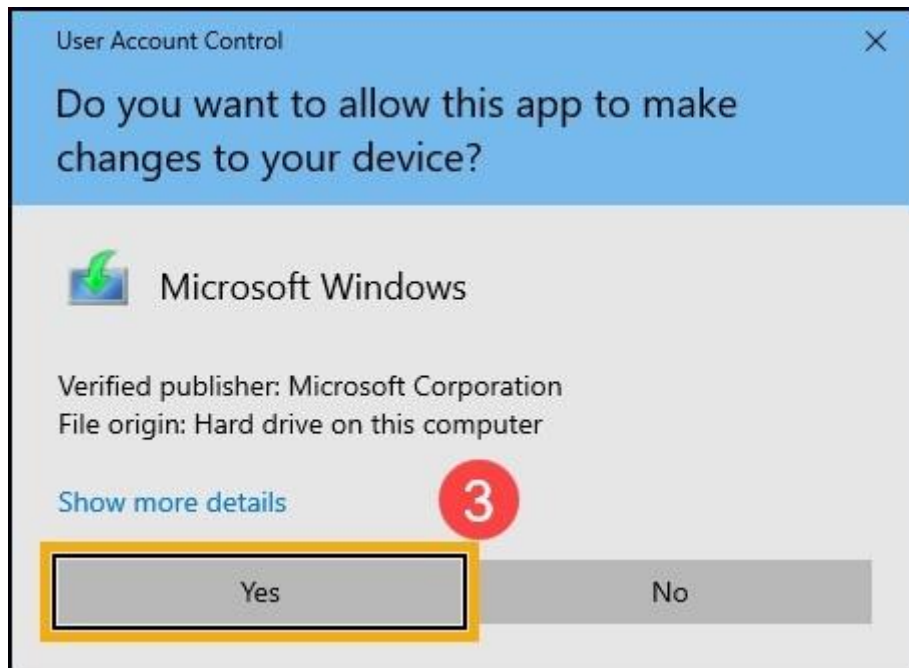 User Account Control
Do you want to allow this app to make
changes to your device?
Microsoft Windows
Verified publisher: Microsoft Corporation
File origin: Hard drive on this computer
Show more details
3
Yes
No